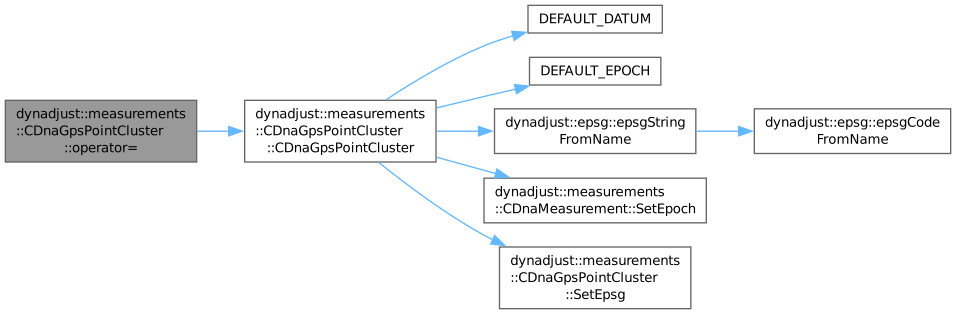 dynadjust::measurements
::CDnaGpsPointCluster
::operator=
dynadjust::measurements
::CDnaGpsPointCluster
::CDnaGpsPointCluster
DEFAULT_DATUM
DEFAULT_EPOCH
dynadjust::epsg::epsgString
FromName
dynadjust::epsg::epsgCode
FromName
dynadjust::measurements
::CDnaMeasurement::SetEpoch
dynadjust::measurements
::CDnaGpsPointCluster
::SetEpsg